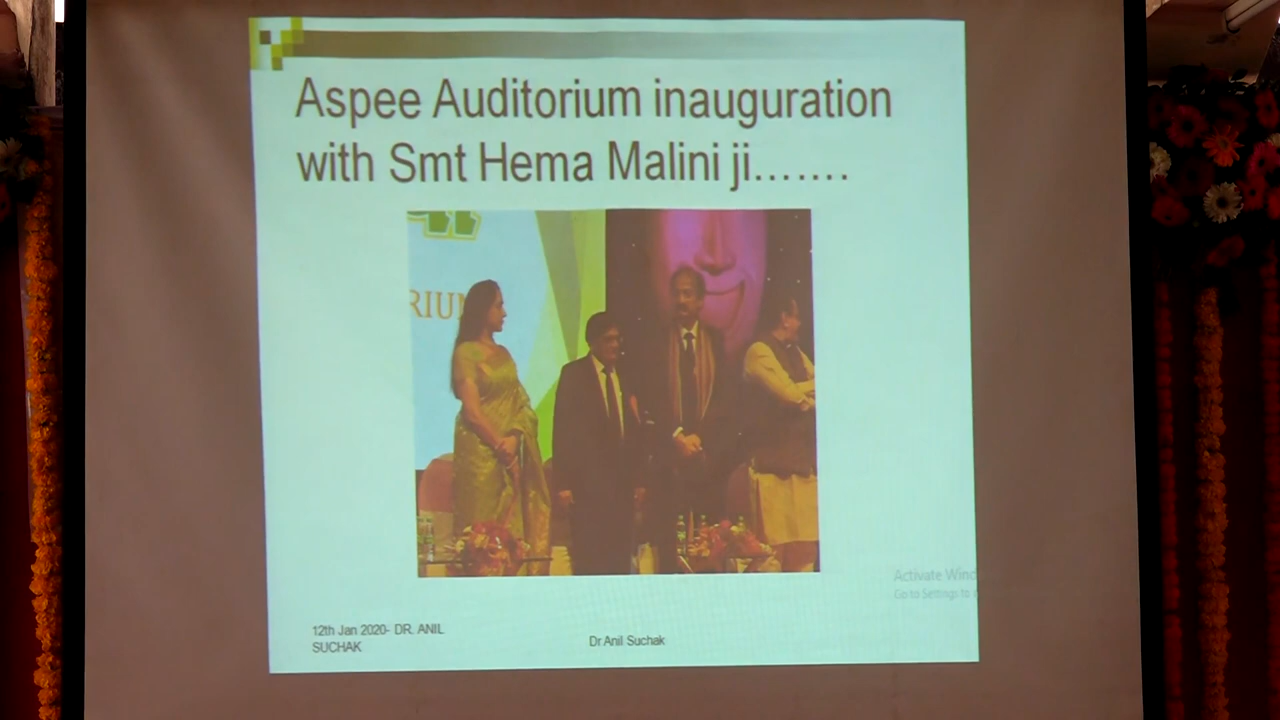 Aspee Auditorium inauguration
with Smt Hema Malini ji.......
RIUM
Activate Wind
Go to Settings to
12th Jan 2020- DR. ANIL
SUCHAK
Dr Anil Suchak